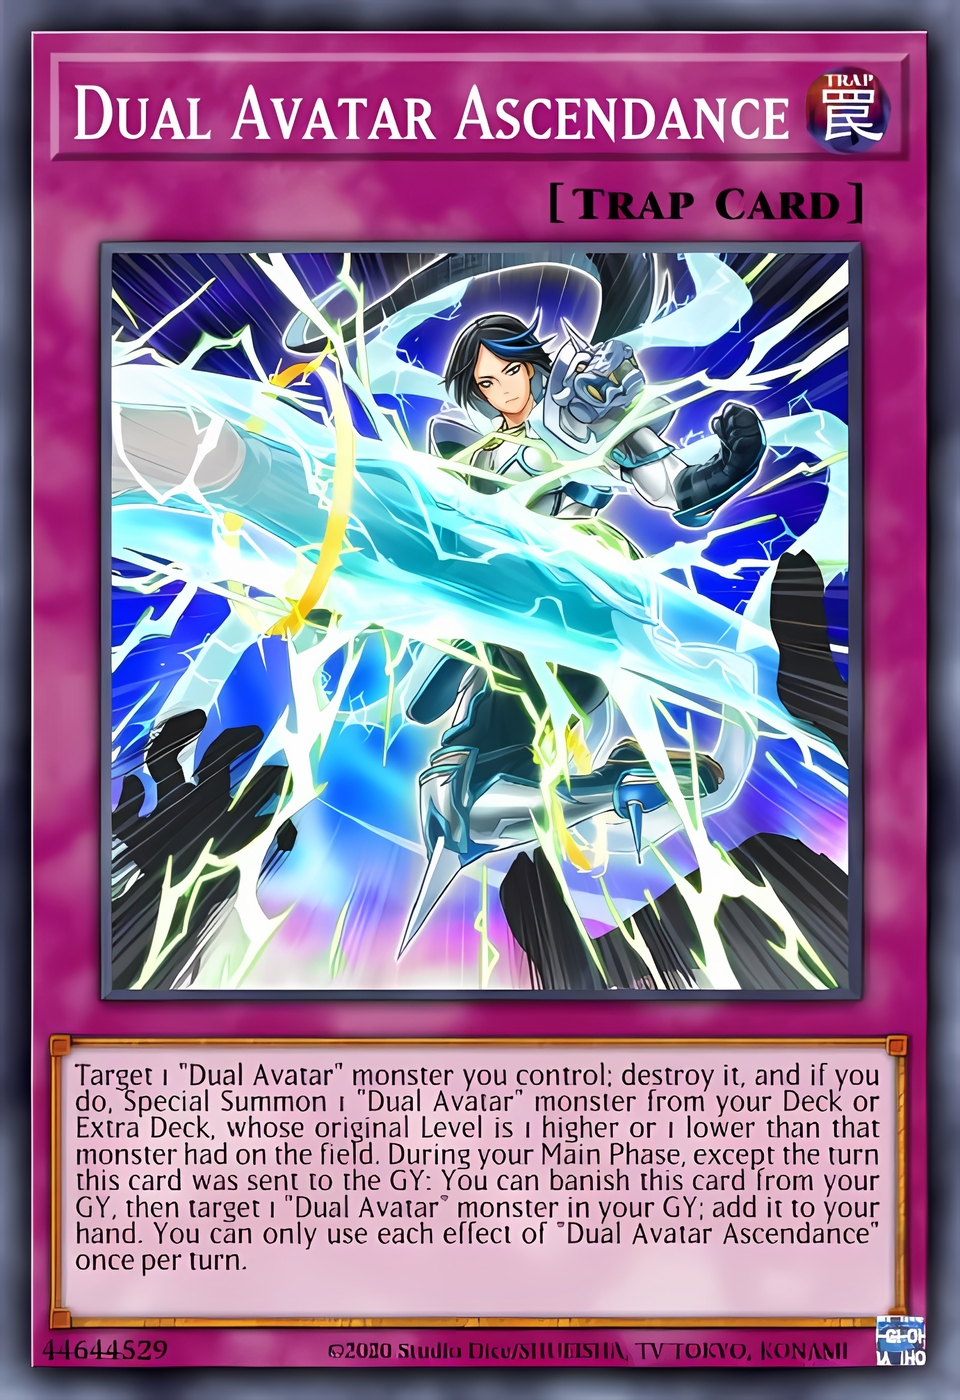 DUAL AVATAR ASCENDANCE
TRAP
罠
[TRAP CARD]
Target 1 "Dual Avatar" monster you control; destroy it, and if you
do, Special Summon 1 "Dual Avatar" monster from your Deck or
Extra Deck, whose original Level is 1 higher or 1 lower than that
monster had on the field. During your Main Phase, except the turn
this card was sent to the GY: You can banish this card from your
GY, then target 1 "Dual Avatar" monster in your GY; add it to your
hand. You can only use each effect of "Dual Avatar Ascendance"
once per turn.
44644529
©2020 Studio Dice/SHUEISHA, TV TOKYO, KONAMI